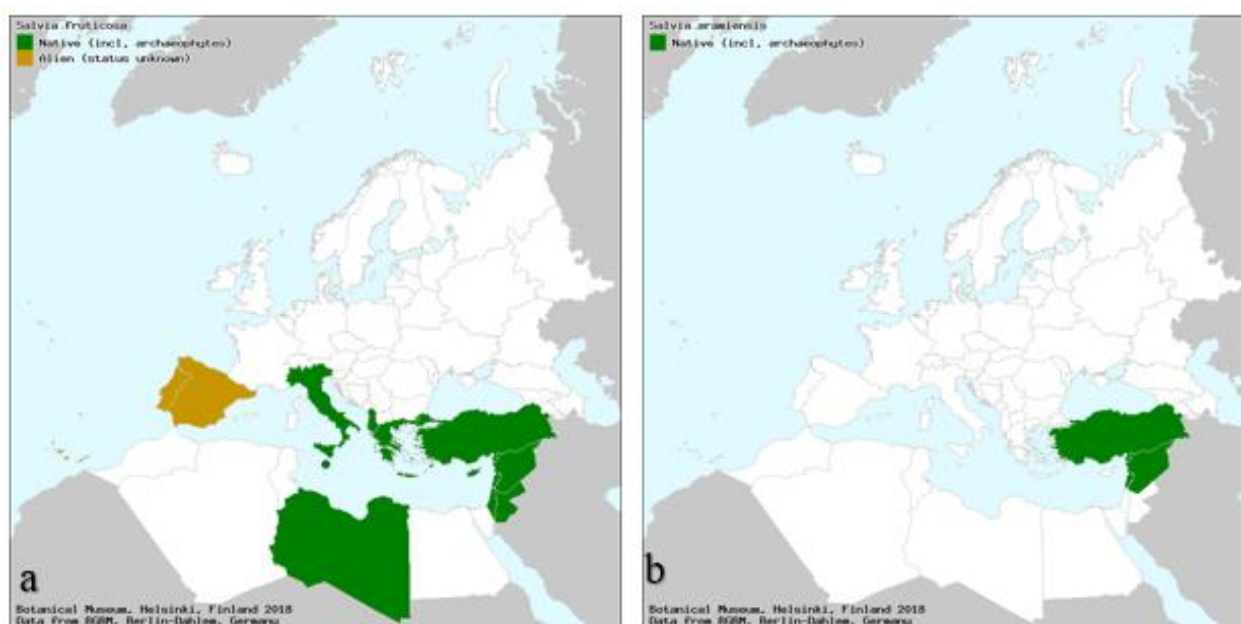 Salvia fruticosa
Native (incl. archaeophytes)
Alien (status unknown)
a
Botanical Museum, Helsinki, Finland 2018
Data from BGBM, Berlin-Dahlem, Germany
Salvia aramiensis
Native (incl. archaeophytes)
b
Botanical Museum, Helsinki, Finland 2018
Data from BGBM, Berlin-Dahlem, Germany